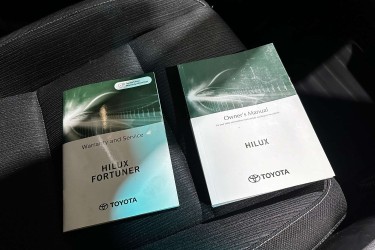 Warranty and Service
HILUX
FORTUNER
TOYOTA
Owner's Manual
HILUX
TOYOTA